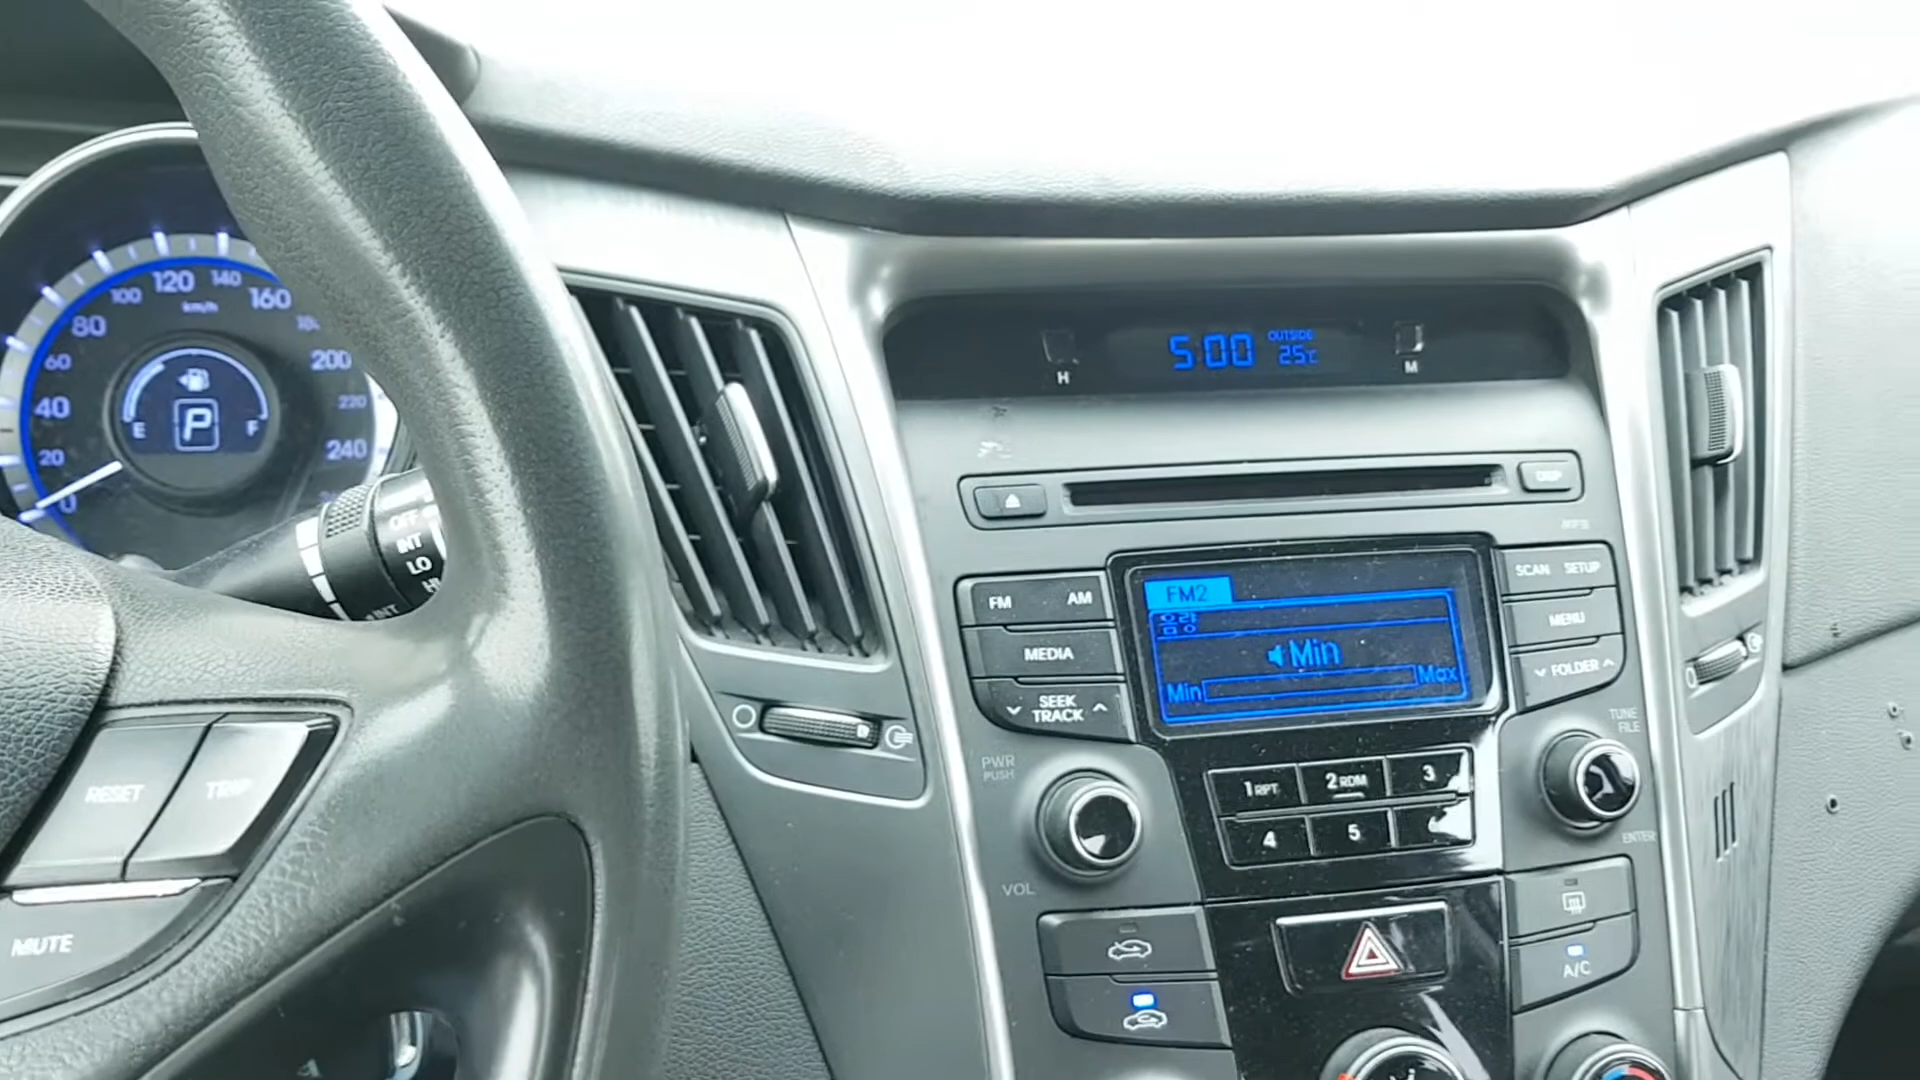 120
140
100
160
km/h
80
60
200
40
220
20
240
0
E
P
F
OFF
INT
LO
RESET
TRIP
MUTE
5:00
OUTSIDE
25℃
H
M
DISP
FM
AM
MEDIA
SEEK
TRACK
FM2
음량
Min
Min
Max
SCAN
SETUP
MENU
FOLDER
TUNE
FILE
PWR
PUSH
VOL
1 RPT
2 RDM
3
4
5
ENTER
A/C